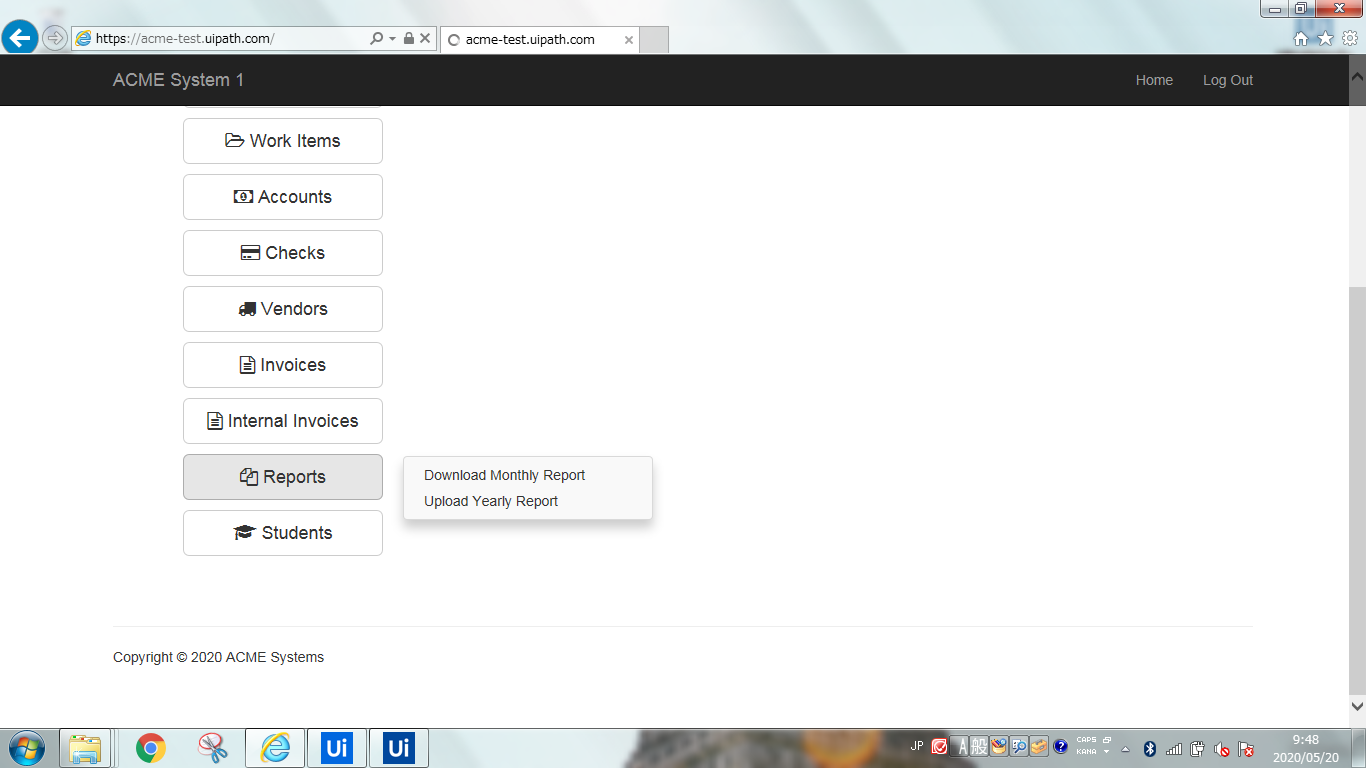 https://acme-test.uipath.com/
acme-test.uipath.com
ACME System 1
Home
Log Out
Work Items
Accounts
Checks
Vendors
Invoices
Internal Invoices
Reports
Download Monthly Report
Upload Yearly Report
Students
Copyright © 2020 ACME Systems
Ui
Ui
JP
A 般
CAPS
KANA
9:48
2020/05/20